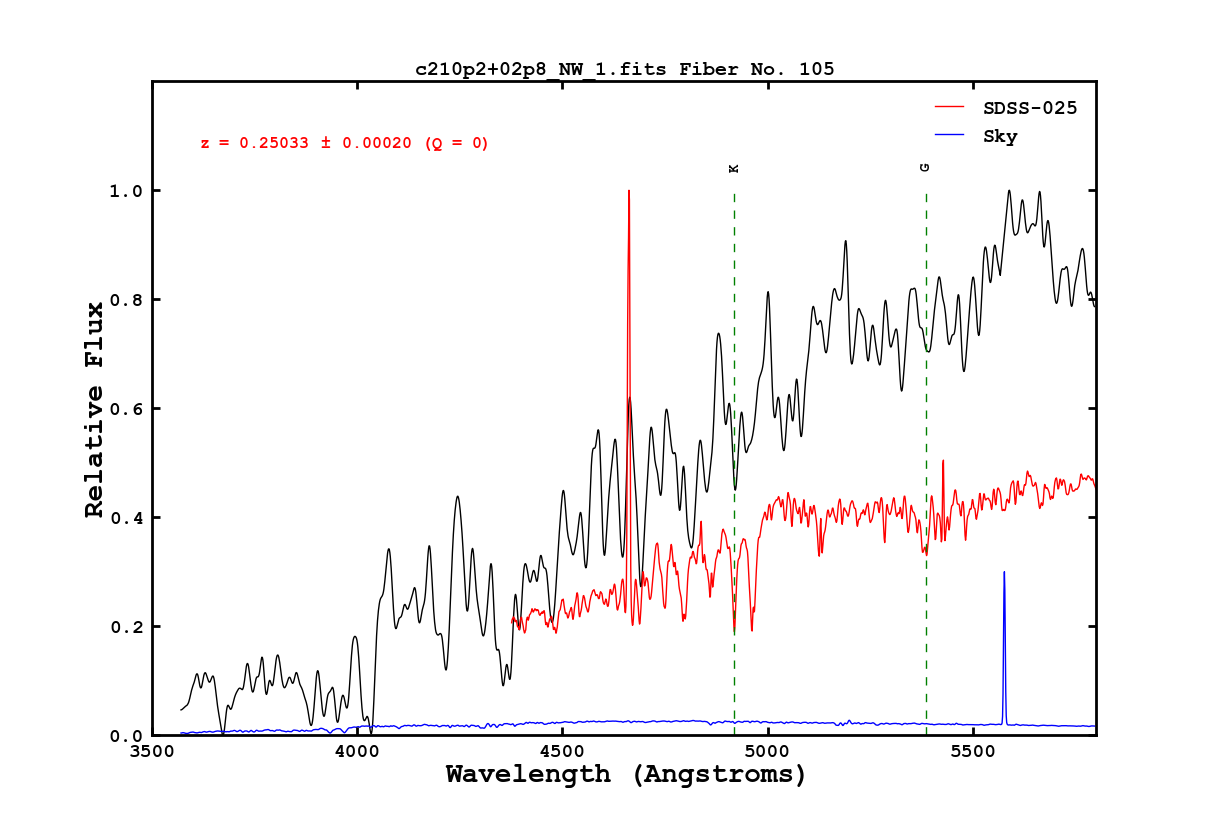 c210p2+02p8_NW_1.fits Fiber No. 105
SDSS-025
Sky
z = 0.25033 ± 0.00020 (Q = 0)
K
G
1.0
0.8
0.6
0.4
0.2
0.0
Relative Flux
3500
4000
4500
5000
5500
Wavelength (Angstroms)